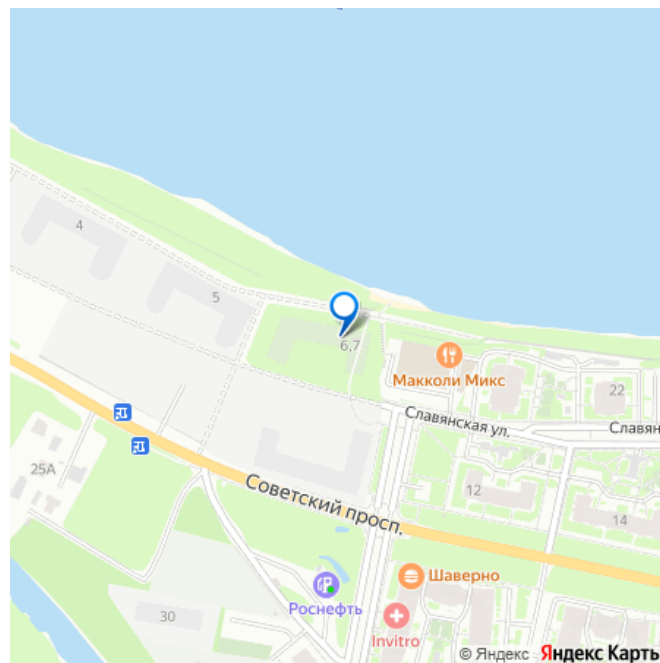 4
5
6,7
Макколи Микс
22
Славянская ул.
Славян
25А
12
Советский просп.
14
Шаверно
Роснефть
30
Invitro
© Яндекс Яндекс Карть